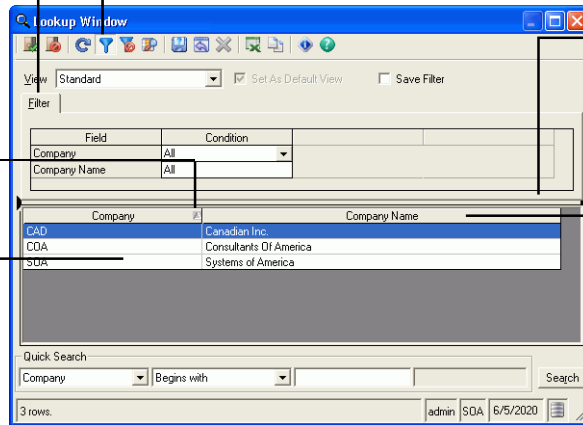 Lookup Window
View Standard Set As Default View Save Filter
Filter
Field Condition
Company All
Company Name All
Company Company Name
CAD Canadian Inc.
COA Consultants Of America
SOA Systems of America
Quick Search
Company Begins with Search
3 rows. admin SOA 6/5/2020